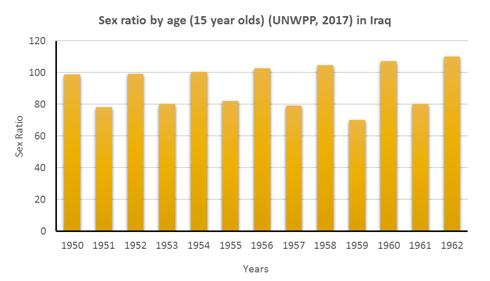 Sex ratio by age (15 year olds) (UNWPP, 2017) in Iraq
120
100
80
60
40
20
0
Sex Ratio
1950 1951 1952 1953 1954 1955 1956 1957 1958 1959 1960 1961 1962
Years